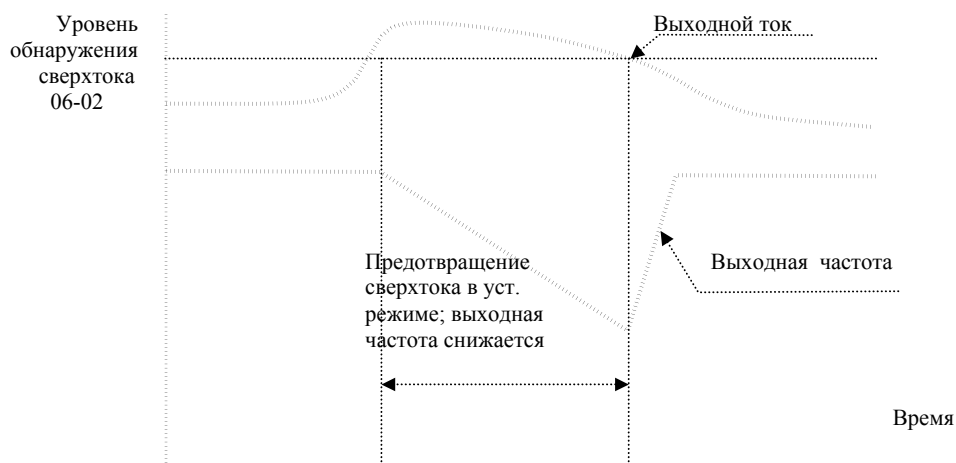 Уровень
обнаружения
сверхтока
06-02
Выходной ток
Предотвращение
сверхтока в уст.
режиме; выходная
частота снижается
Выходная частота
Время